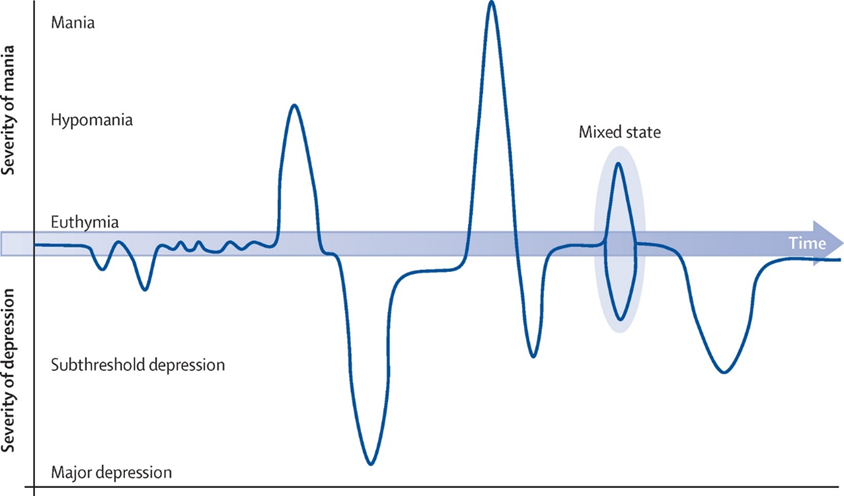 Severity of mania
Mania
Hypomania
Euthymia
Mixed state
Time
Severity of depression
Subthreshold depression
Major depression